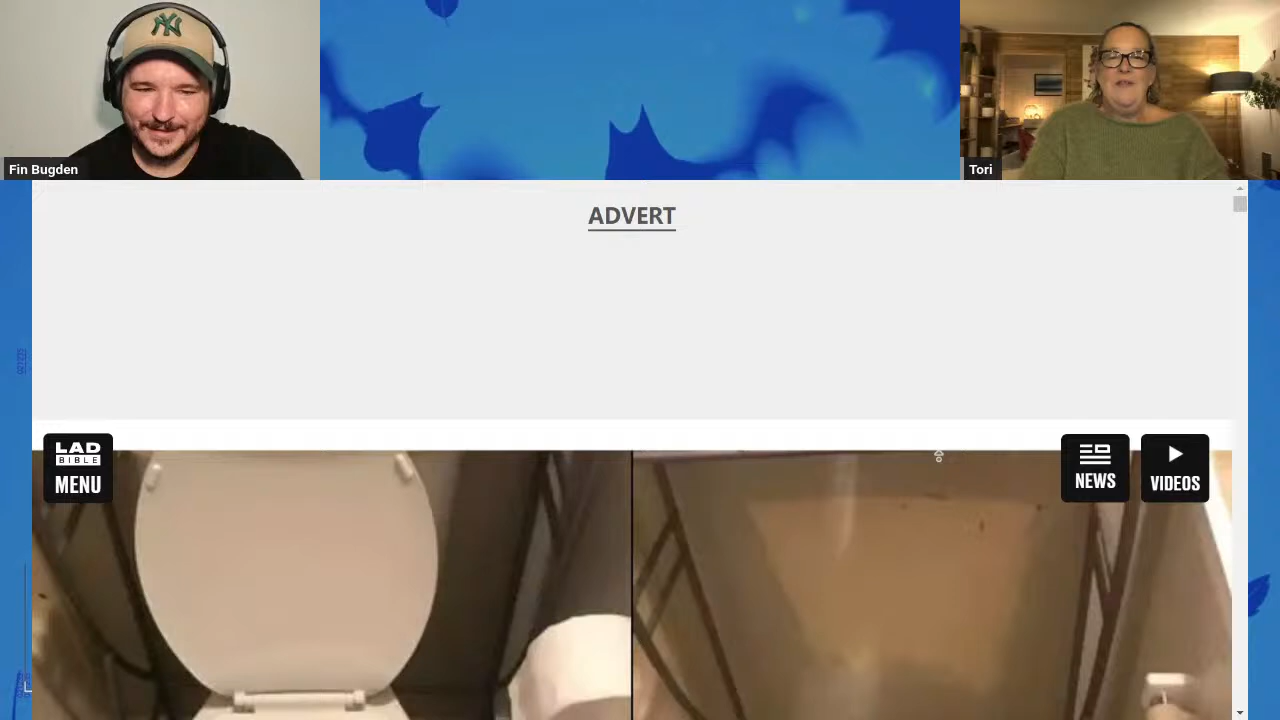 Fin Bugden
Tori
ADVERT
LAD
BIBLE
MENU
NEWS
VIDEOS